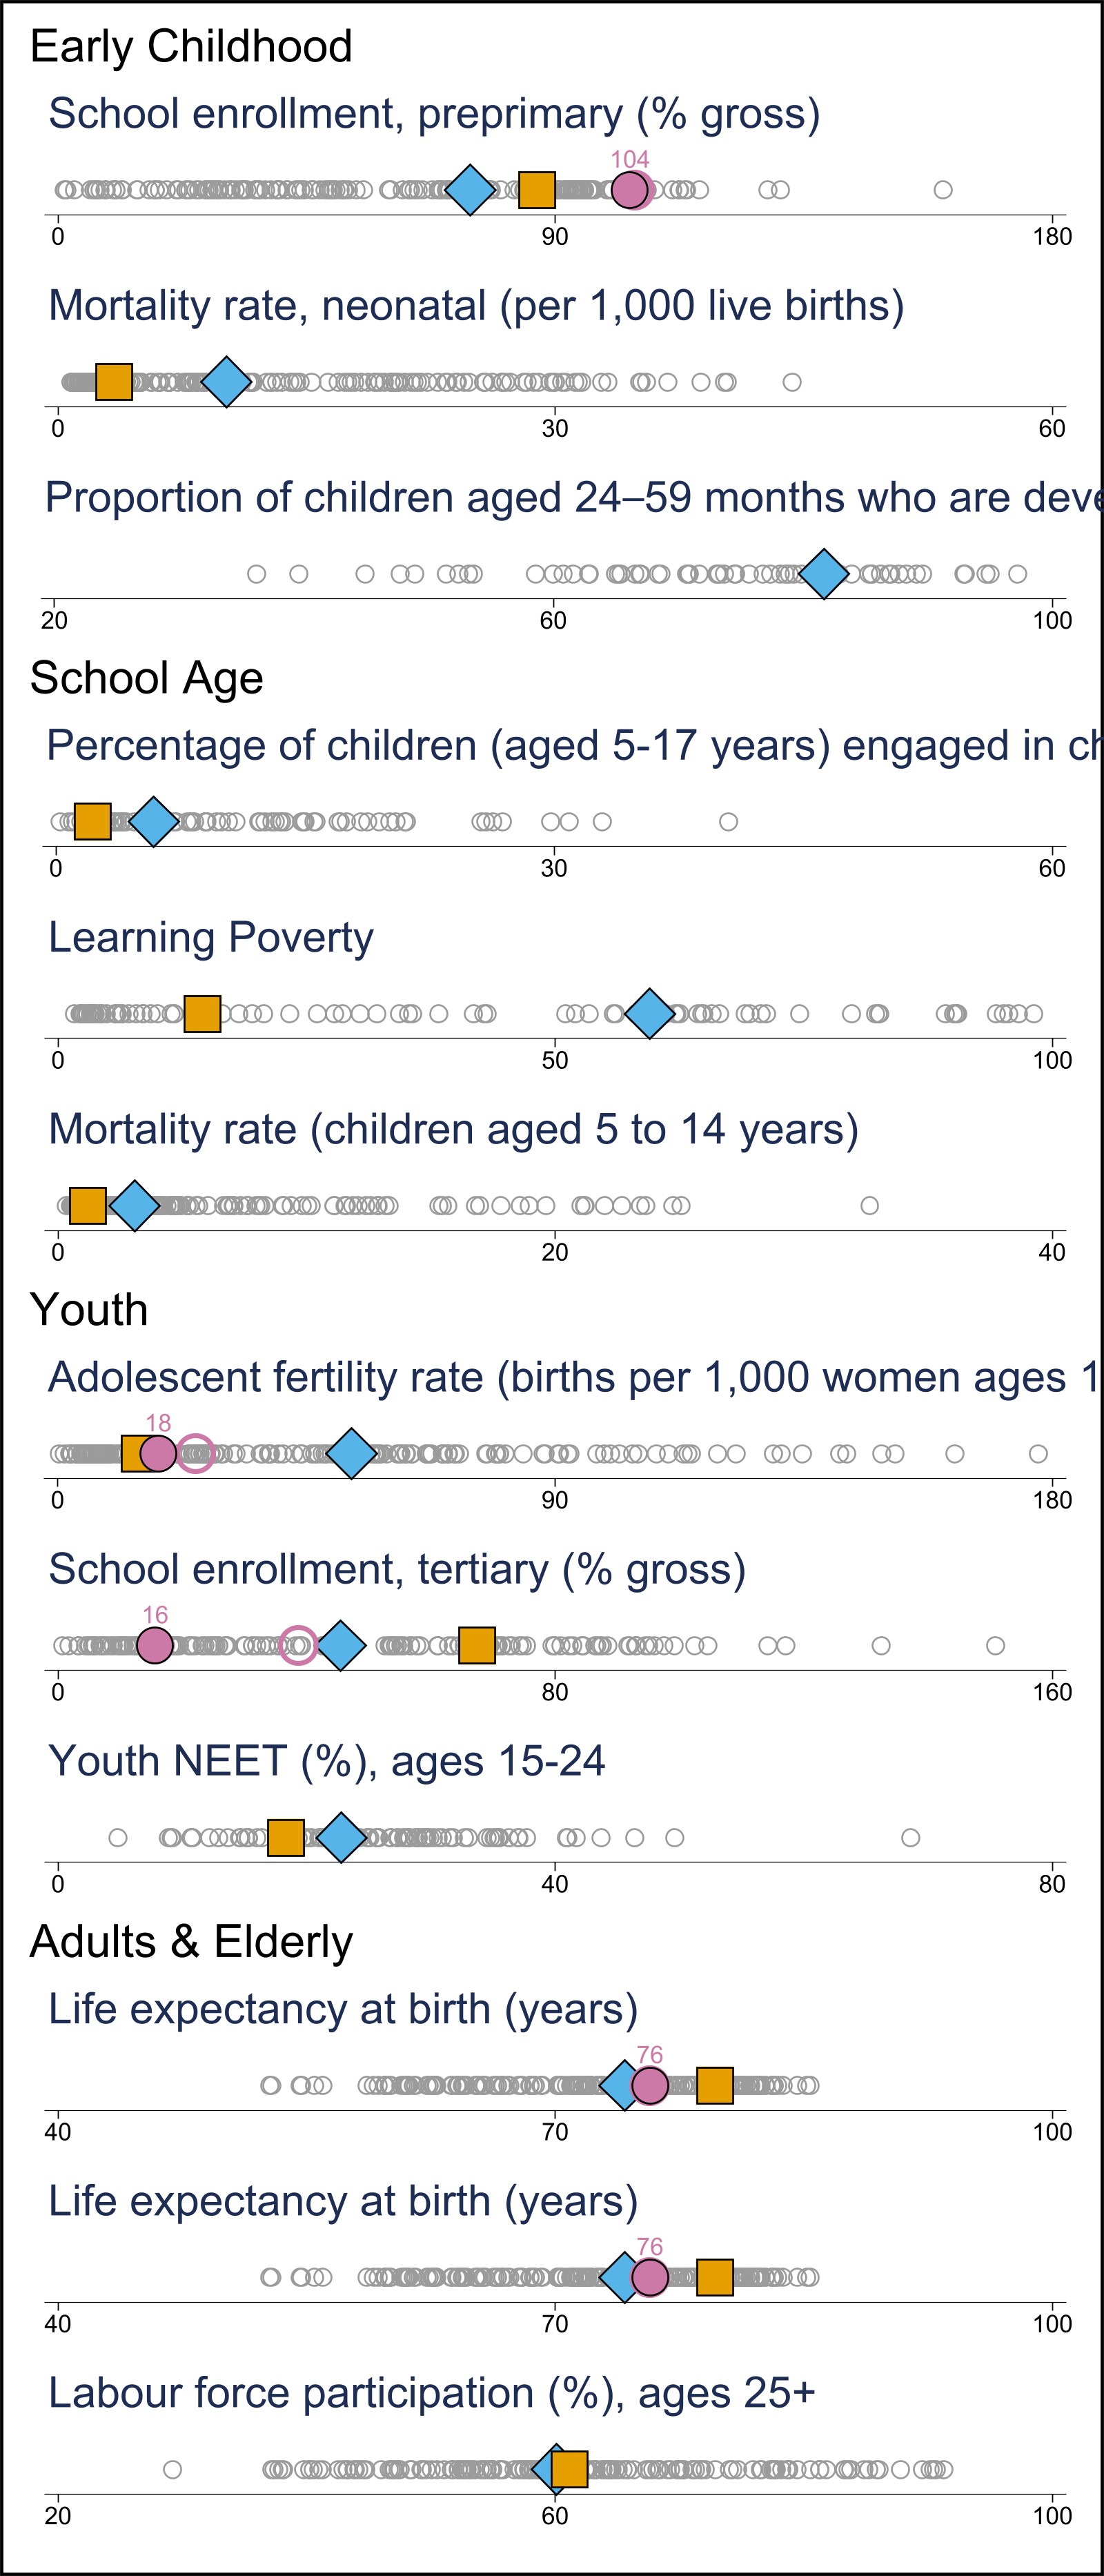 Early Childhood
School enrollment, preprimary (% gross)
104
0 90 180
Mortality rate, neonatal (per 1,000 live births)
0 30 60
Proportion of children aged 24–59 months who are deve
20 60 100
School Age
Percentage of children (aged 5-17 years) engaged in ch
0 30 60
Learning Poverty
0 50 100
Mortality rate (children aged 5 to 14 years)
0 20 40
Youth
Adolescent fertility rate (births per 1,000 women ages 1
18
0 90 180
School enrollment, tertiary (% gross)
16
0 80 160
Youth NEET (%), ages 15-24
0 40 80
Adults & Elderly
Life expectancy at birth (years)
76
40 70 100
Life expectancy at birth (years)
76
40 70 100
Labour force participation (%), ages 25+
20 60 100